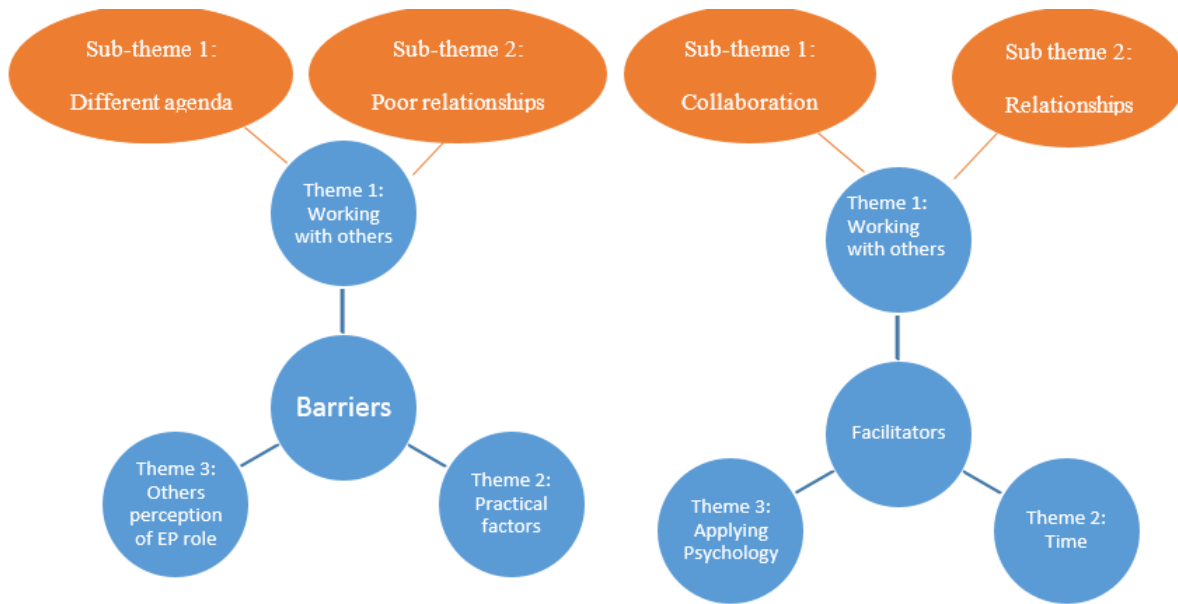 Sub-theme 1:
Different agenda
Sub-theme 2:
Poor relationships
Theme 1:
Working
with others
Barriers
Theme 3:
Others
perception
of EP role
Theme 2:
Practical
factors
Sub-theme 1:
Collaboration
Sub theme 2:
Relationships
Theme 1:
Working
with others
Facilitators
Theme 3:
Applying
Psychology
Theme 2:
Time